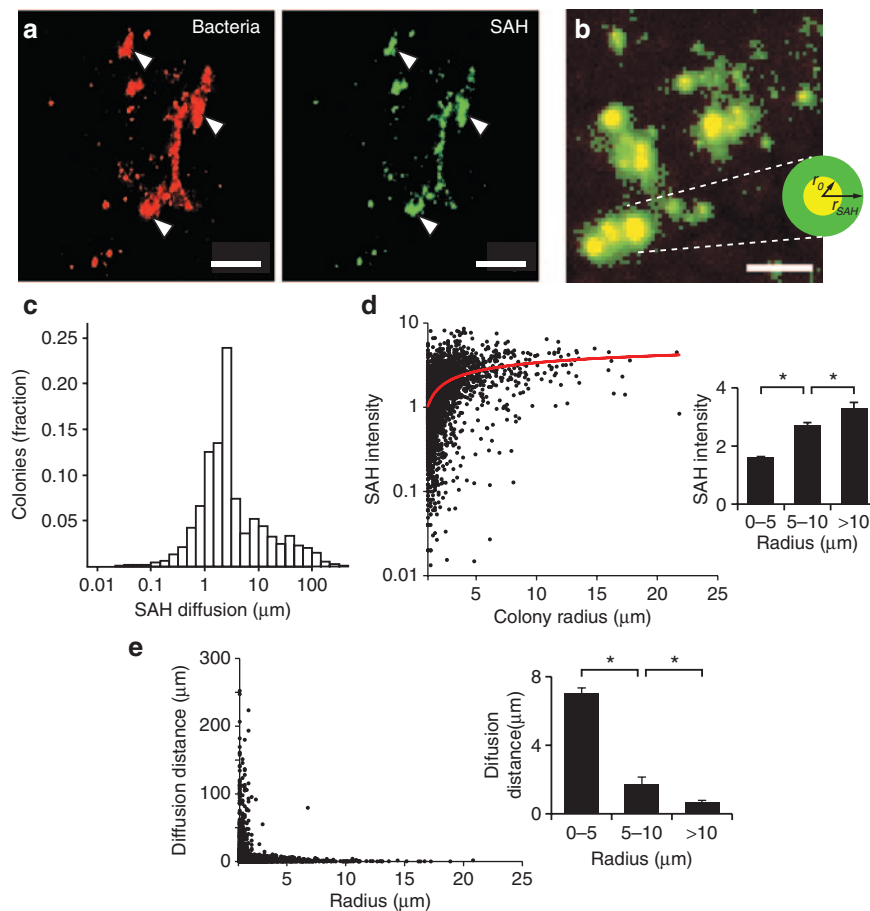 a
Bacteria
SAH
b
r0
rSAH
c
Colonies (fraction)
0.25
0.20
0.15
0.10
0.05
0.01 0.1 1 10 100
SAH diffusion (μm)
d
SAH intensity
10
1
0.1
0.01
5 10 15 20 25
Colony radius (μm)
SAH intensity
4
2
0
* *
0–5 5–10 >10
Radius (μm)
e
Diffusion distance (μm)
300
250
200
150
100
50
0
5 10 15 20 25
Radius (μm)
Difusion
distance(μm)
8
4
0
* *
0–5 5–10 >10
Radius (μm)